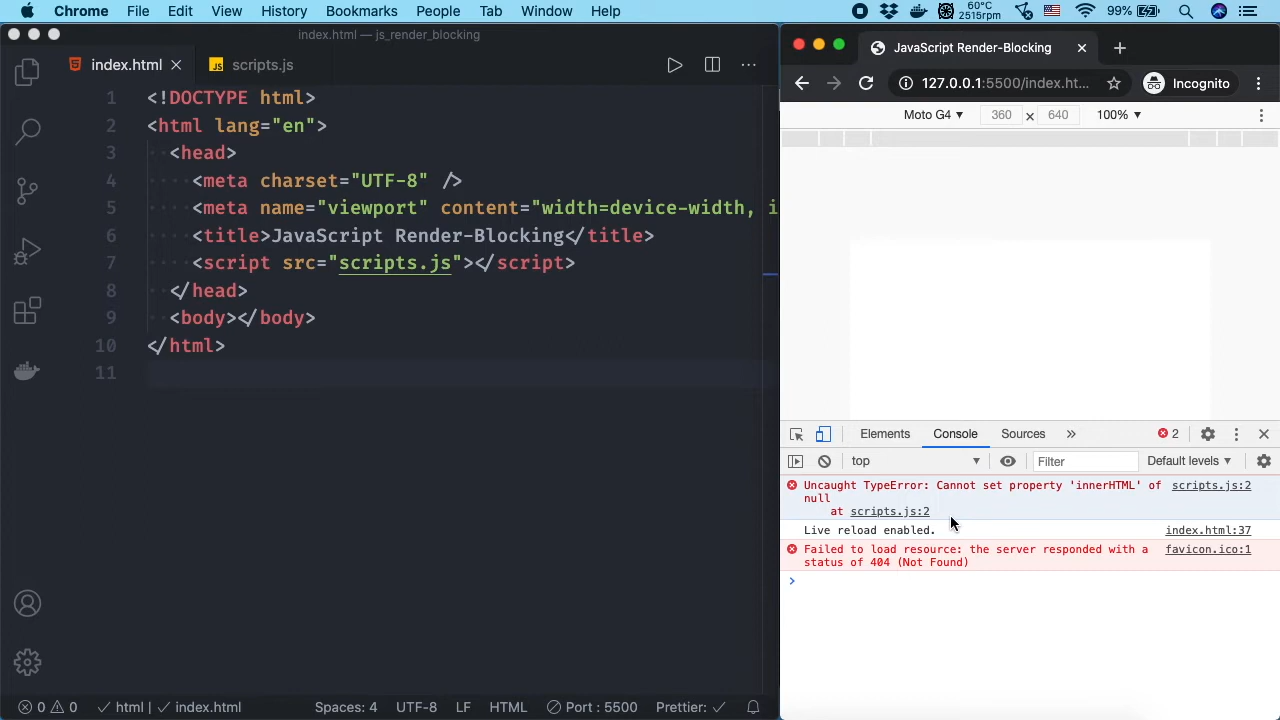 Chrome File Edit View History Bookmarks People Tab Window Help
60°C
2515rpm
99%
index.html — js_render_blocking
index.html
JS scripts.js
1 <!DOCTYPE html>
2 <html lang="en">
3 <head>
4 <meta charset="UTF-8" />
5 <meta name="viewport" content="width=device-width, i
6 <title>JavaScript Render-Blocking</title>
7 <script src="scripts.js"></script>
8 </head>
9 <body></body>
10 </html>
11
0 0 html | index.html Spaces: 4 UTF-8 LF HTML Port : 5500 Prettier:
JavaScript Render-Blocking
127.0.0.1:5500/index.ht... Incognito
Moto G4 360 x 640 100%
Elements Console Sources » 2
top Filter Default levels
Uncaught TypeError: Cannot set property 'innerHTML' of scripts.js:2
null
at scripts.js:2
Live reload enabled. index.html:37
Failed to load resource: the server responded with a favicon.ico:1
status of 404 (Not Found)
>